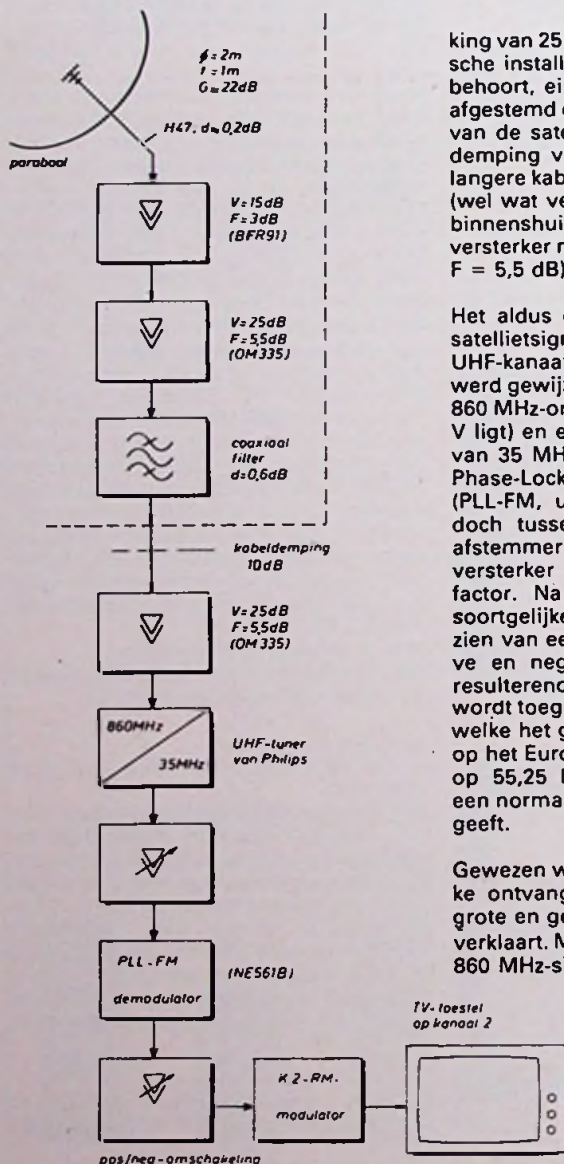 ϕ = 2m
f = 1m
G = 22dB
H47, d = 0,2dB
parabool
V = 15dB
F = 3dB
(BFR91)
V = 25dB
F = 5,5dB
(OM335)
coaxiaal
filter
d = 0,6dB
kabeldemping
10dB
V = 25dB
F = 5,5dB
(OM335)
860MHz
35MHz
UHF-tuner
van Philips
PLL-FM
demodulator
(NE561B)
pos/neg-omschakeling
K2-RM-
modulator
TV-toestel
op kanaal 2
king van 25
sche install
behoort, ei
afgestemd
van de sate
demping v
langere kab
(wel wat ve
binnenshui
versterker
F = 5,5 dB)
Het aldus
satellietsig
UHF-kanaa
werd gewijz
860 MHz-on
V ligt) en e
van 35 MH
Phase-Lock
(PLL-FM, u
doch tusse
afstemmer
versterker
factor. Na
soortgelijke
zien van ee
ve en neg
resulterend
wordt toeg
welke het g
op het Euro
op 55,25
een norma
geeft.
Gewezen w
ke ontvang
grote en ge
verklaart. M
860 MHz-s